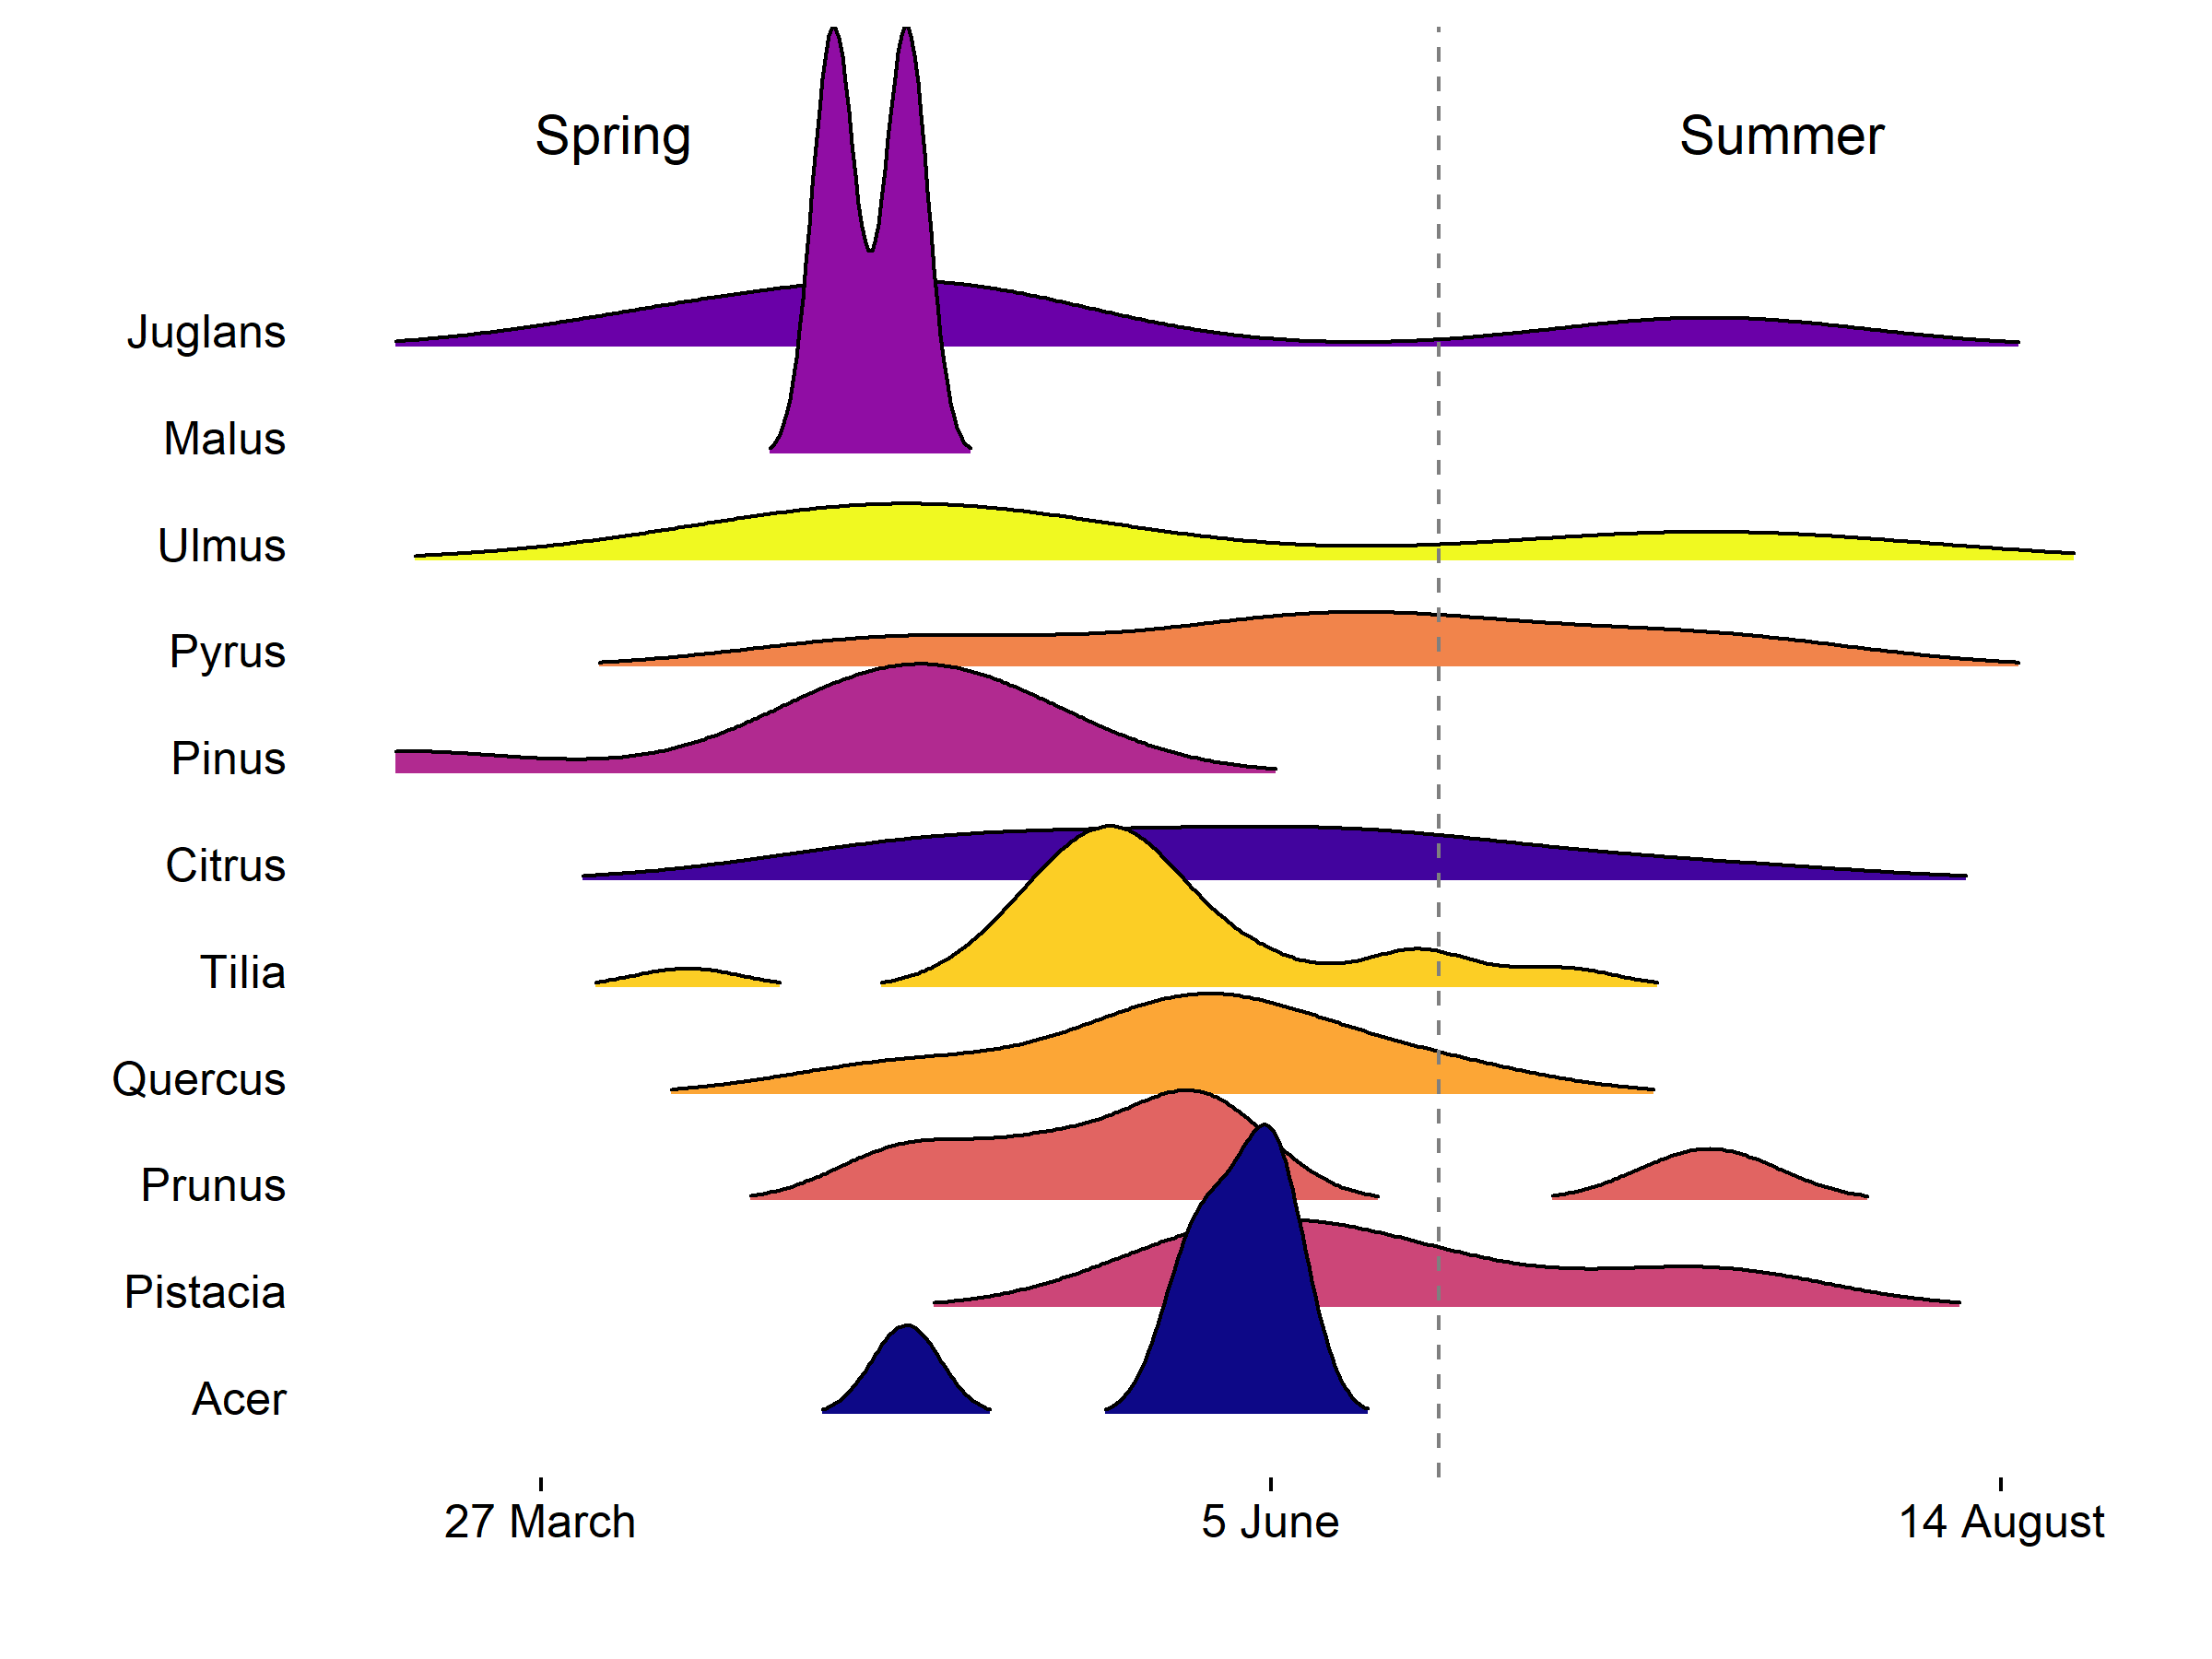 Spring
Summer
Juglans
Malus
Ulmus
Pyrus
Pinus
Citrus
Tilia
Quercus
Prunus
Pistacia
Acer
27 March
5 June
14 August